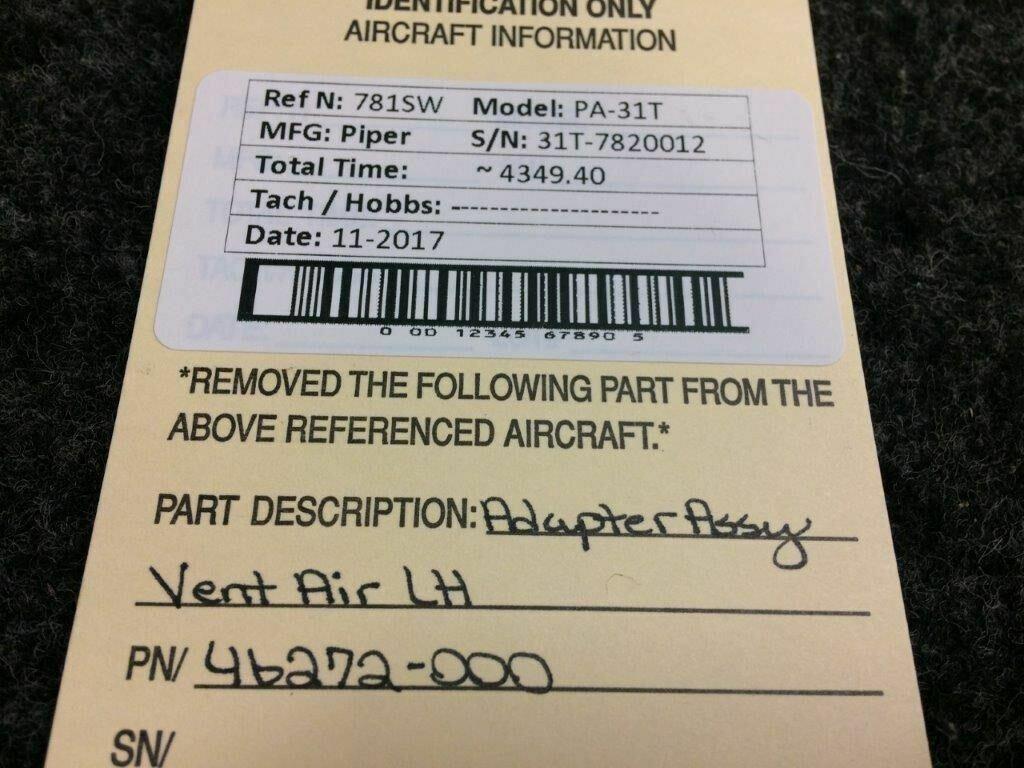 IDENTIFICATION ONLY
AIRCRAFT INFORMATION
Ref N: 781SW Model: PA-31T
MFG: Piper S/N: 31T-7820012
Total Time: ~ 4349.40
Tach / Hobbs: ---------------------
Date: 11-2017
0 00 12345 67890 5
*REMOVED THE FOLLOWING PART FROM THE
ABOVE REFERENCED AIRCRAFT.*
PART DESCRIPTION: Adapter Assy
Vent Air LH
PN/ 46272-000
SN/